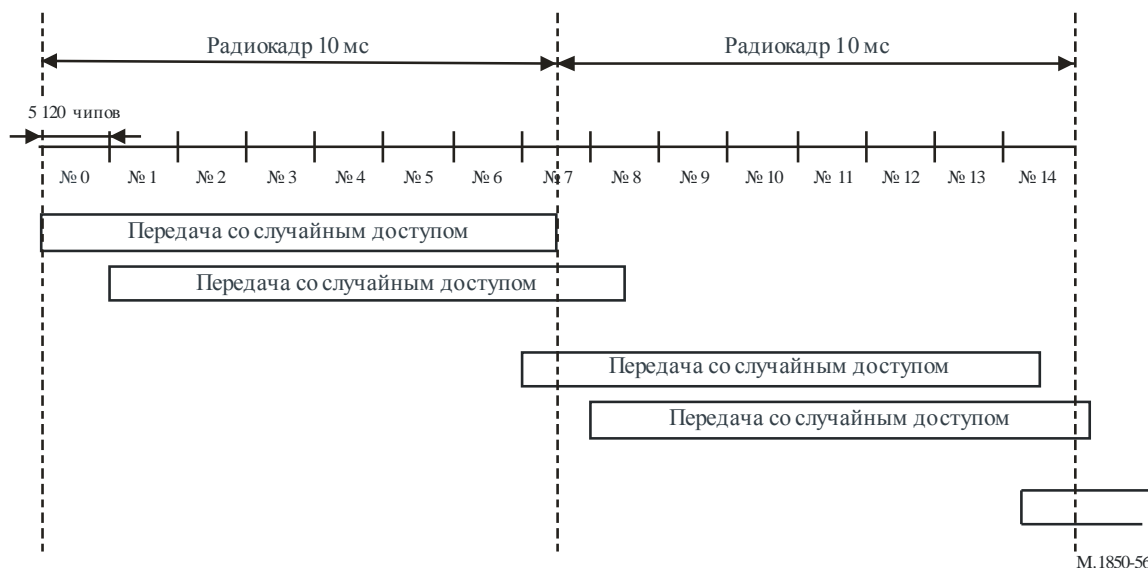 Радиокадр 10 мс
Радиокадр 10 мс
5 120 чипов
№ 0 № 1 № 2 № 3 № 4 № 5 № 6 № 7 № 8 № 9 № 10 № 11 № 12 № 13 № 14
Передача со случайным доступом
Передача со случайным доступом
Передача со случайным доступом
Передача со случайным доступом
M.1850-56